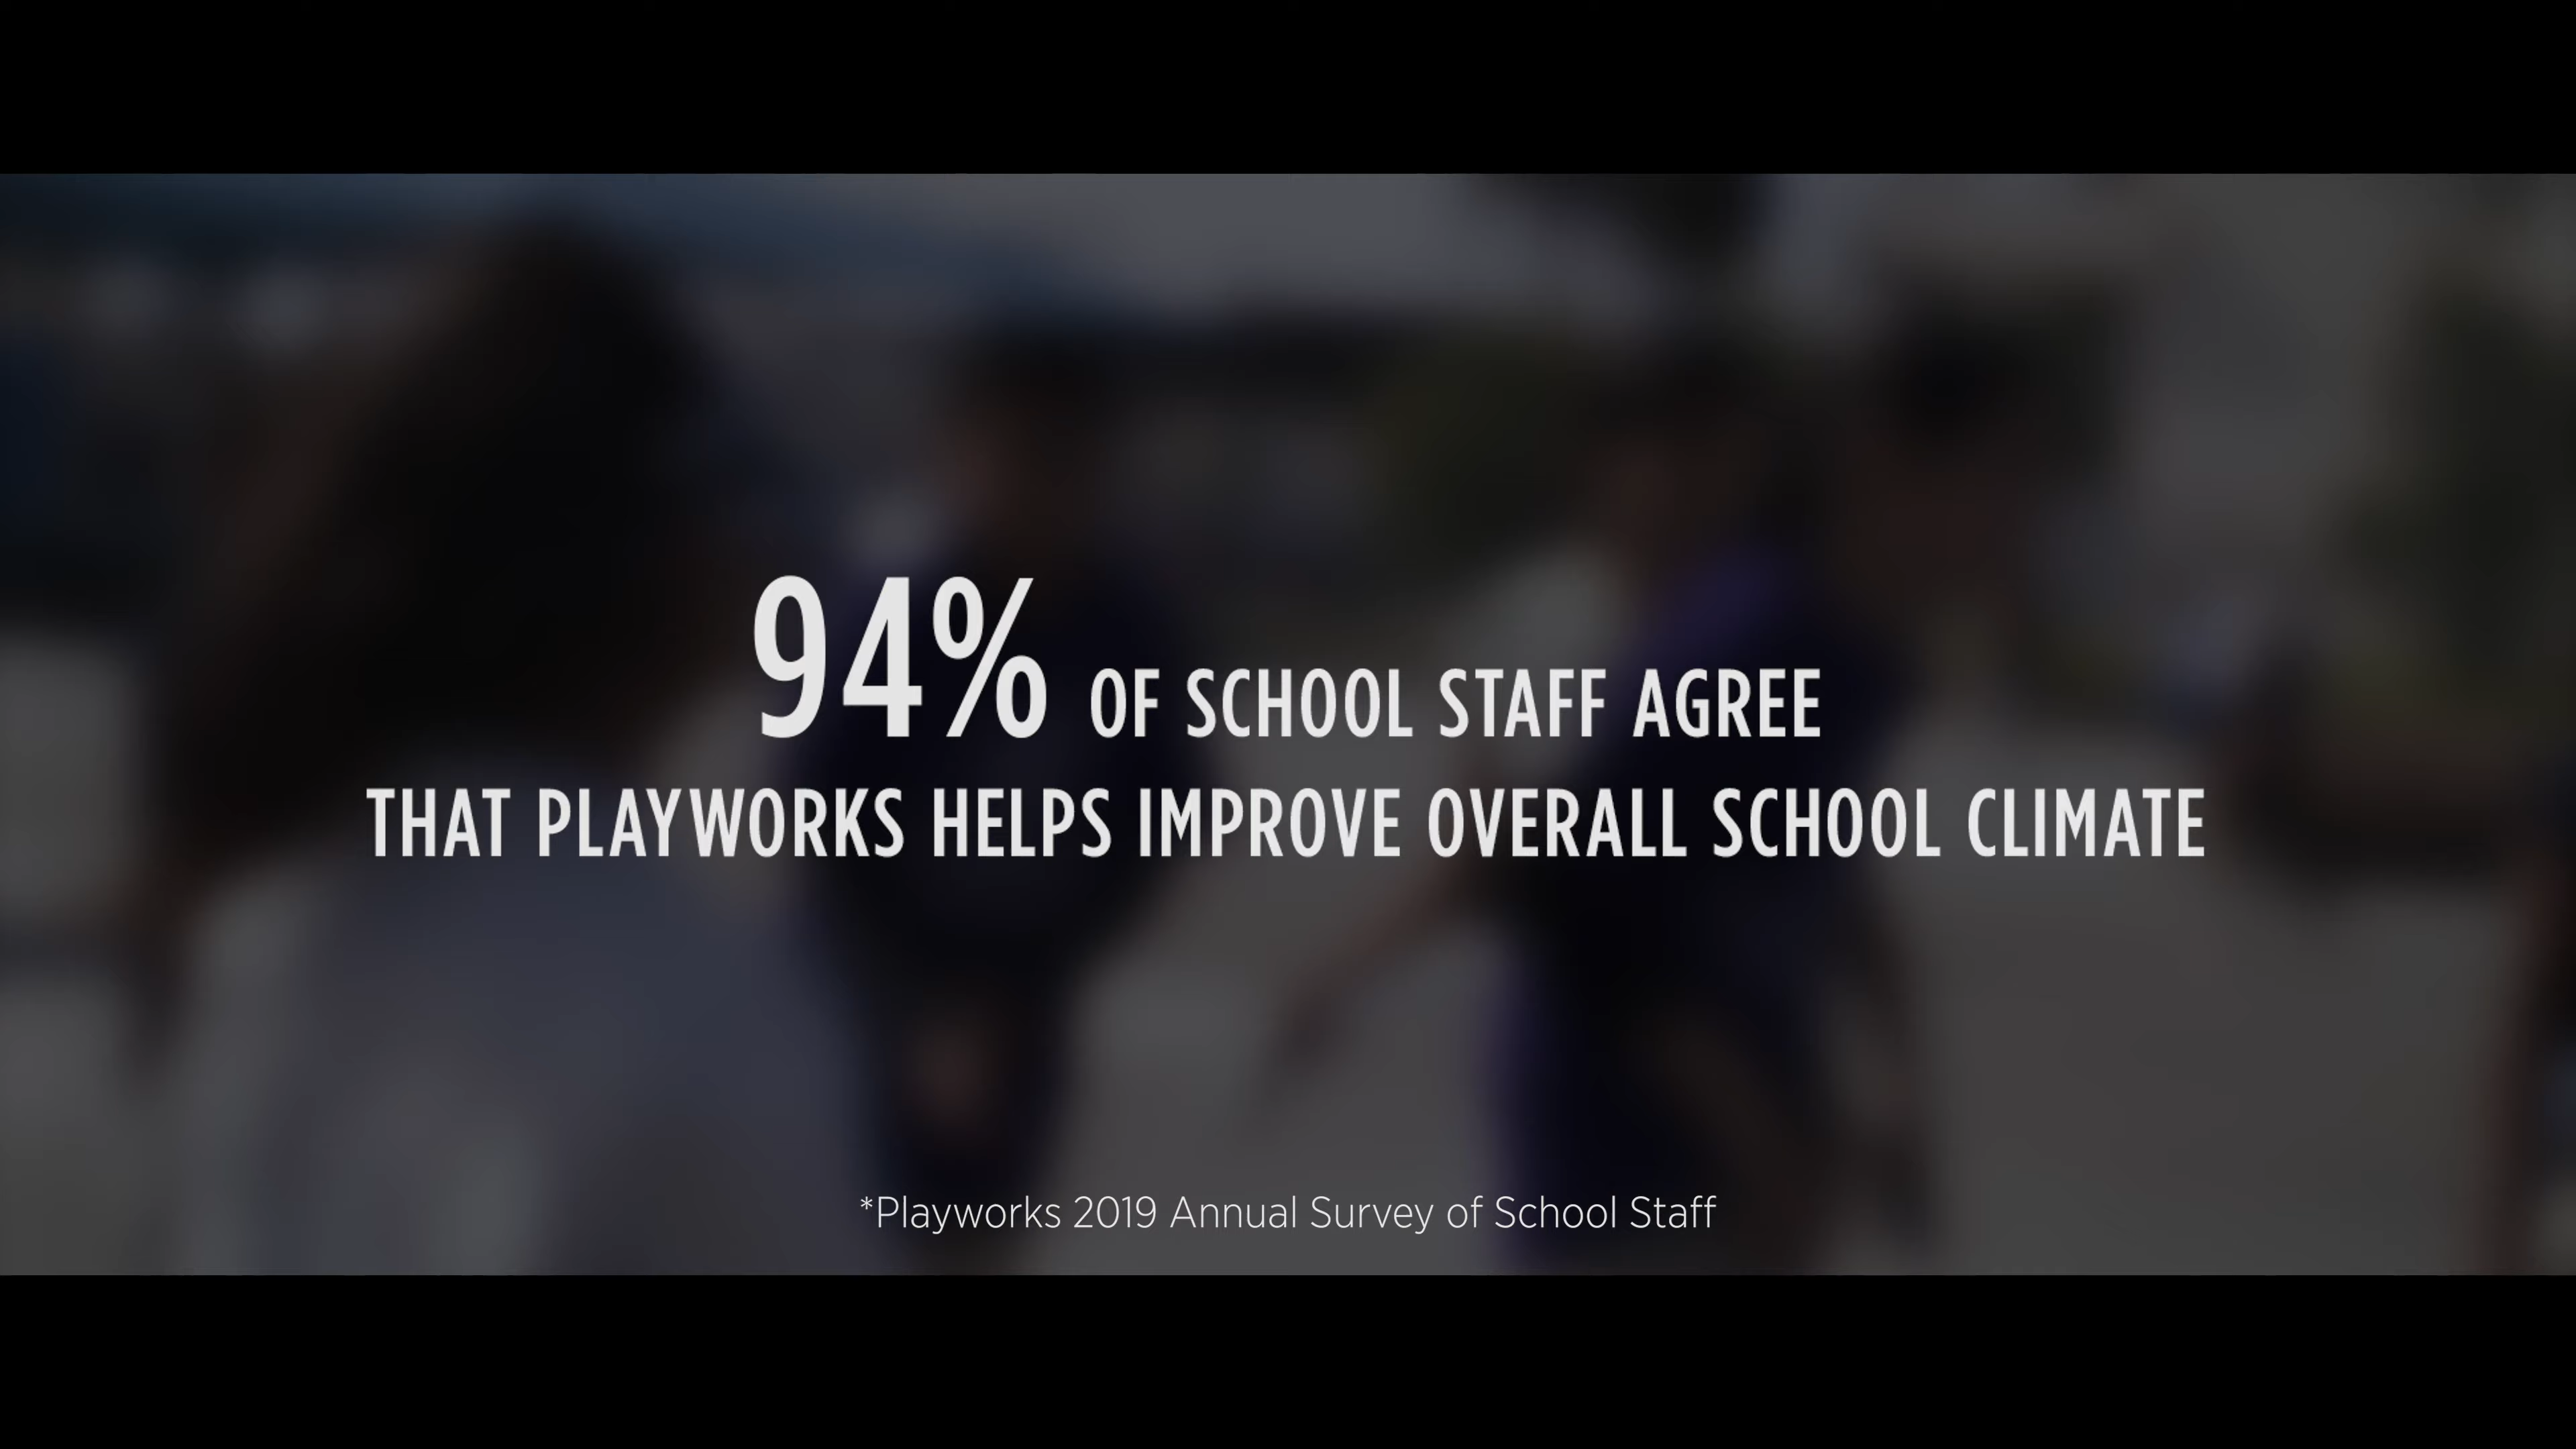 94% OF SCHOOL STAFF AGREE
THAT PLAYWORKS HELPS IMPROVE OVERALL SCHOOL CLIMATE
*Playworks 2019 Annual Survey of School Staff